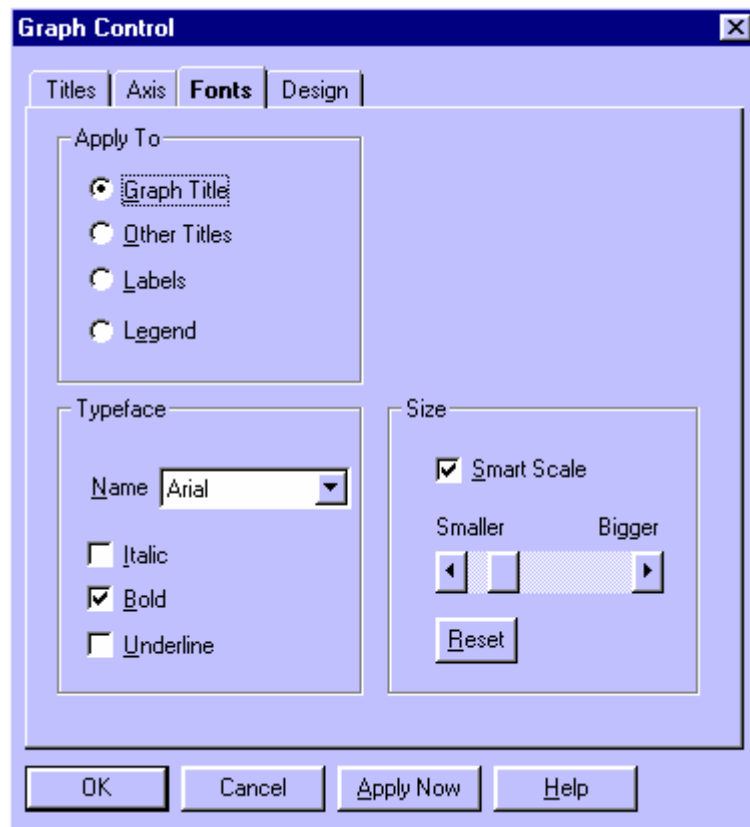 Graph Control
Titles Axis Fonts Design
Apply To
Graph Title
Other Titles
Labels
Legend
Typeface
Name Arial
Italic
Bold
Underline
Size
Smart Scale
Smaller Bigger
Reset
OK Cancel Apply Now Help